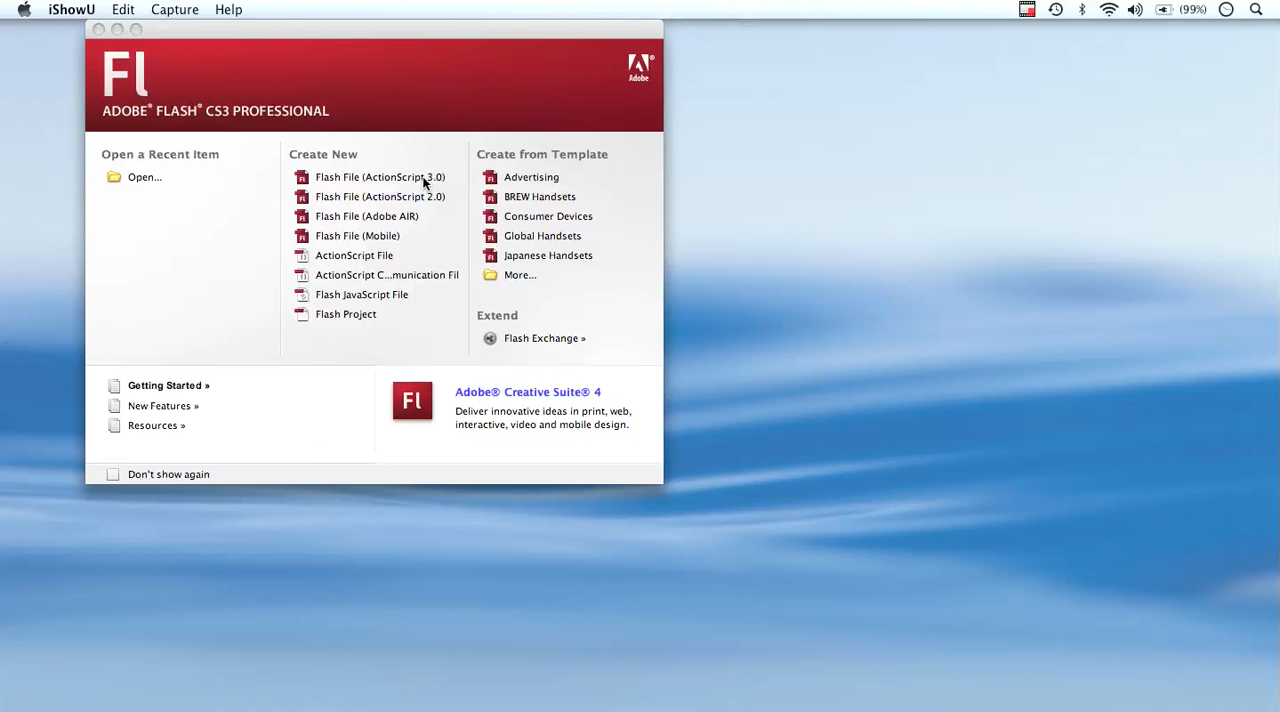 iShowU Edit Capture Help (99%)
Fl
Adobe
ADOBE® FLASH® CS3 PROFESSIONAL
Open a Recent Item
Open...
Create New
Flash File (ActionScript 3.0)
Flash File (ActionScript 2.0)
Flash File (Adobe AIR)
Flash File (Mobile)
ActionScript File
ActionScript C...munication Fil
Flash JavaScript File
Flash Project
Create from Template
Advertising
BREW Handsets
Consumer Devices
Global Handsets
Japanese Handsets
More...
Extend
Flash Exchange »
Getting Started »
New Features »
Resources »
Fl
Adobe® Creative Suite® 4
Deliver innovative ideas in print, web,
interactive, video and mobile design.
Don't show again